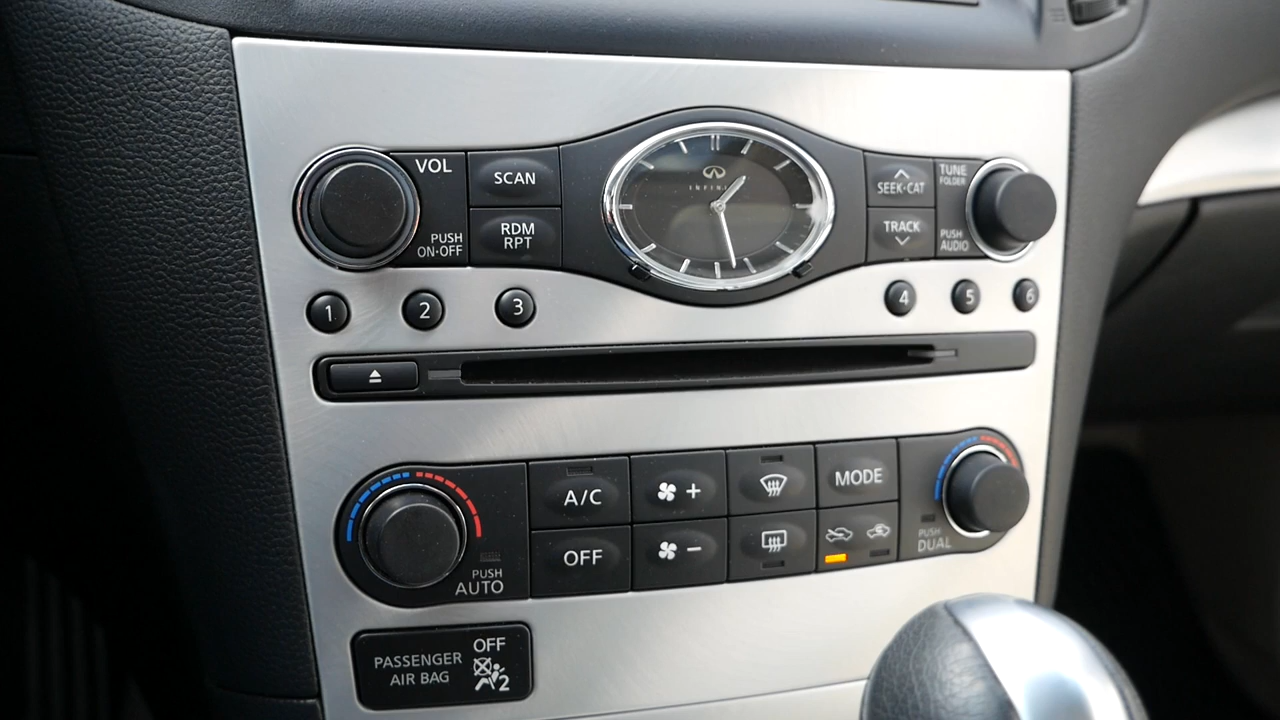 VOL
PUSH
ON·OFF
SCAN
RDM
RPT
INFINITI
SEEK·CAT
TRACK
TUNE
FOLDER
PUSH
AUDIO
1
2
3
4
5
6
PUSH
AUTO
A/C
OFF
+
−
MODE
PUSH
DUAL
PASSENGER
AIR BAG
OFF
2